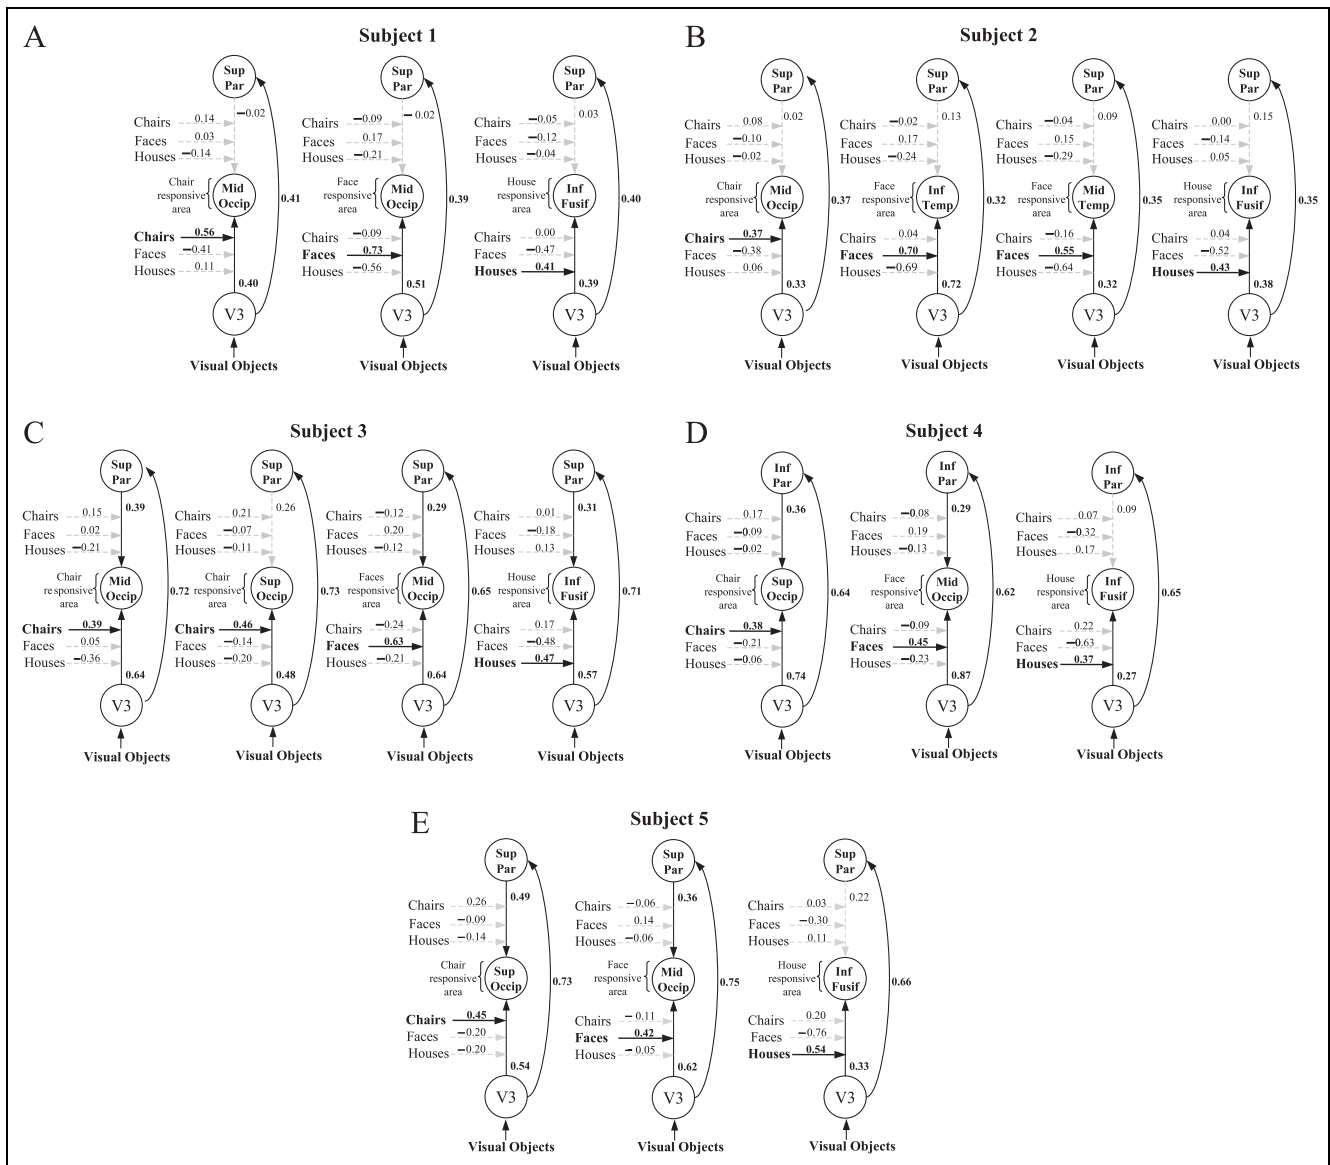 A
Subject 1
Sup
Par
−0.02
Chairs 0.14
Faces 0.03
Houses −0.14
Chair
responsive
area
Mid
Occip
0.41
Chairs 0.56
Faces −0.41
Houses 0.11
0.40
V3
Visual Objects
Sup
Par
−0.02
−0.09
0.17
−0.21
Chairs
Faces
Houses
Face
responsive
area
Mid
Occip
0.39
Chairs −0.09
Faces 0.73
Houses −0.56
0.51
V3
Visual Objects
Sup
Par
0.03
Chairs −0.05
Faces −0.12
Houses −0.04
House
responsive
area
Inf
Fusif
0.40
Chairs 0.00
Faces −0.47
Houses 0.41
0.39
V3
Visual Objects
B
Subject 2
Sup
Par
0.02
Chairs 0.08
Faces −0.10
Houses −0.02
Chair
responsive
area
Mid
Occip
0.37
Chairs 0.37
Faces −0.38
Houses 0.06
0.33
V3
Visual Objects
Sup
Par
0.13
Chairs −0.02
Faces 0.17
Houses −0.24
Face
responsive
area
Inf
Temp
0.32
Chairs 0.04
Faces 0.70
Houses −0.69
0.72
V3
Visual Objects
Sup
Par
0.09
Chairs −0.04
Faces 0.15
Houses −0.29
Face
responsive
area
Mid
Temp
0.35
Chairs −0.16
Faces 0.55
Houses −0.64
0.32
V3
Visual Objects
Sup
Par
0.15
Chairs 0.00
Faces −0.14
Houses 0.05
House
responsive
area
Inf
Fusif
0.35
Chairs 0.04
Faces −0.52
Houses 0.43
0.38
V3
Visual Objects
C
Subject 3
Sup
Par
0.39
Chairs 0.15
Faces 0.02
Houses −0.21
Chair
responsive
area
Mid
Occip
0.72
Chairs 0.39
Faces 0.05
Houses −0.36
0.64
V3
Visual Objects
Sup
Par
0.26
Chairs 0.21
Faces −0.07
Houses −0.11
Chair
responsive
area
Sup
Occip
0.73
Chairs 0.46
Faces −0.14
Houses −0.20
0.48
V3
Visual Objects
Sup
Par
0.29
Chairs −0.12
Faces 0.20
Houses −0.12
Faces
responsive
area
Mid
Occip
0.65
Chairs −0.24
Faces 0.63
Houses −0.21
0.64
V3
Visual Objects
Sup
Par
0.31
Chairs 0.01
Faces −0.18
Houses 0.13
House
responsive
area
Inf
Fusif
0.71
Chairs 0.17
Faces −0.48
Houses 0.47
0.57
V3
Visual Objects
D
Subject 4
Inf
Par
0.36
Chairs 0.17
Faces −0.09
Houses −0.02
Chair
responsive
area
Sup
Occip
0.64
Chairs 0.38
Faces −0.21
Houses −0.06
0.74
V3
Visual Objects
Inf
Par
0.29
Chairs −0.08
Faces 0.19
Houses −0.13
Face
responsive
area
Mid
Occip
0.62
Chairs −0.09
Faces 0.45
Houses −0.23
0.87
V3
Visual Objects
Inf
Par
0.09
Chairs 0.07
Faces −0.32
Houses 0.17
House
responsive
area
Inf
Fusif
0.65
Chairs 0.22
Faces −0.63
Houses 0.37
0.27
V3
Visual Objects
E
Subject 5
Sup
Par
0.49
Chairs 0.26
Faces −0.09
Houses −0.14
Chair
responsive
area
Sup
Occip
0.73
Chairs 0.45
Faces −0.20
Houses −0.20
0.54
V3
Visual Objects
Sup
Par
0.36
Chairs −0.06
Faces 0.14
Houses −0.06
Face
responsive
area
Mid
Occip
0.75
Chairs −0.11
Faces 0.42
Houses − 0.05
0.62
V3
Visual Objects
Sup
Par
0.22
Chairs 0.03
Faces −0.30
Houses 0.11
House
responsive
area
Inf
Fusif
0.66
Chairs 0.20
Faces −0.76
Houses 0.54
0.33
V3
Visual Objects